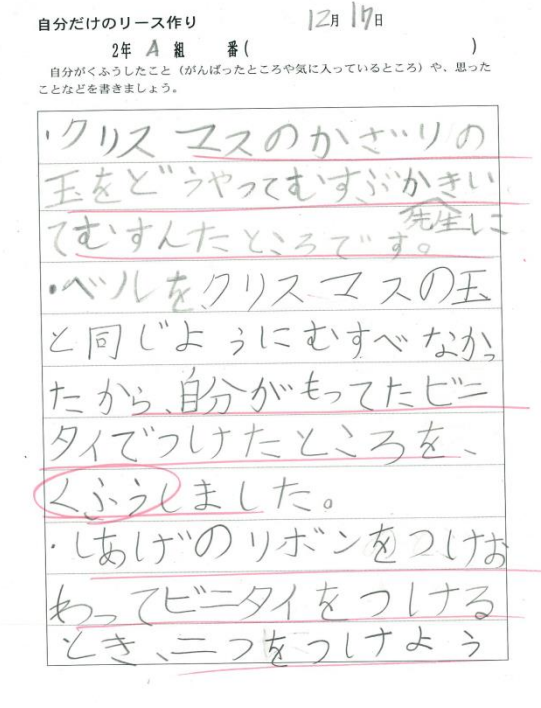 自分だけのリース作り
12月17日
2年 A 組 番( )
自分がくふうしたこと(がんばったところや気に入っているところ)や、思った
ことなどを書きましょう。
・クリスマスのかざりの
玉をどうやってむすぶかきい
先生に
てむすんたところです。
・ベルを、クリスマスの玉
と同じようにむすべなかっ
たから、自分がもってたビニ
タイでつけたところを、
くふうしました。
・しあげのリボンをつけお
わってビニタイをつける
とき、二つをつけよう